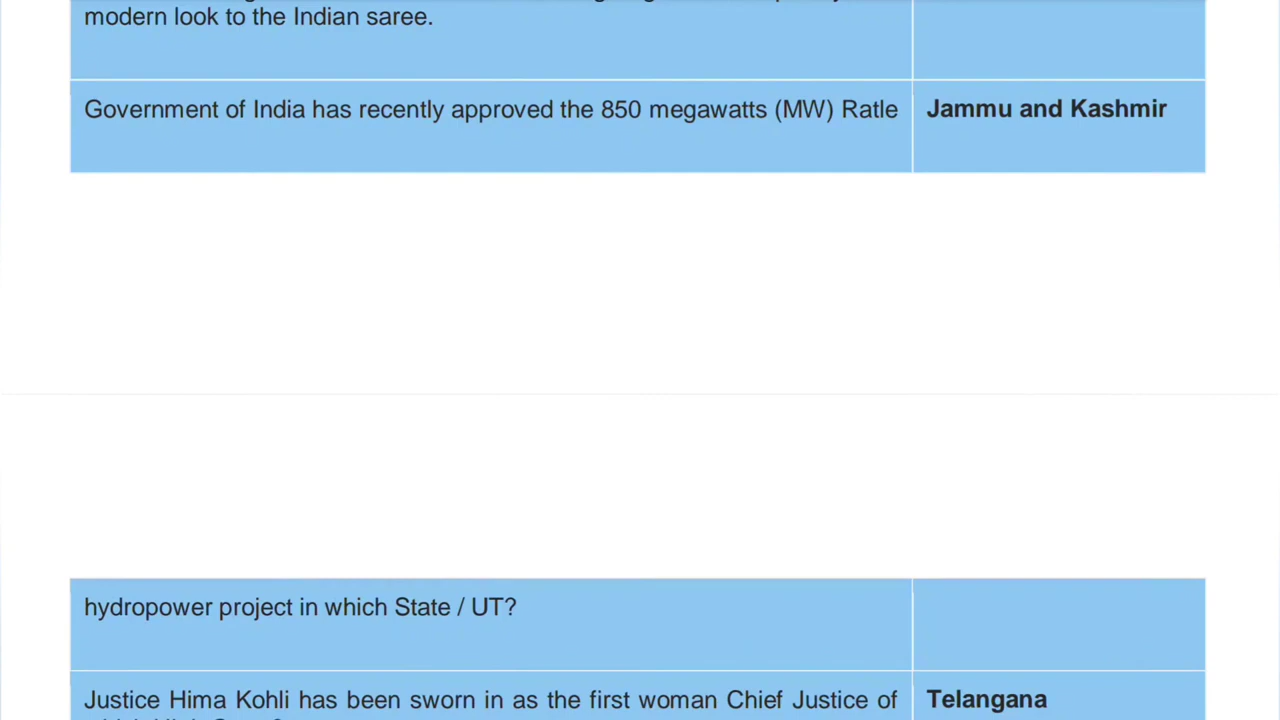 modern look to the Indian saree.
Government of India has recently approved the 850 megawatts (MW) Ratle
Jammu and Kashmir
hydropower project in which State / UT?
Justice Hima Kohli has been sworn in as the first woman Chief Justice of
Telangana